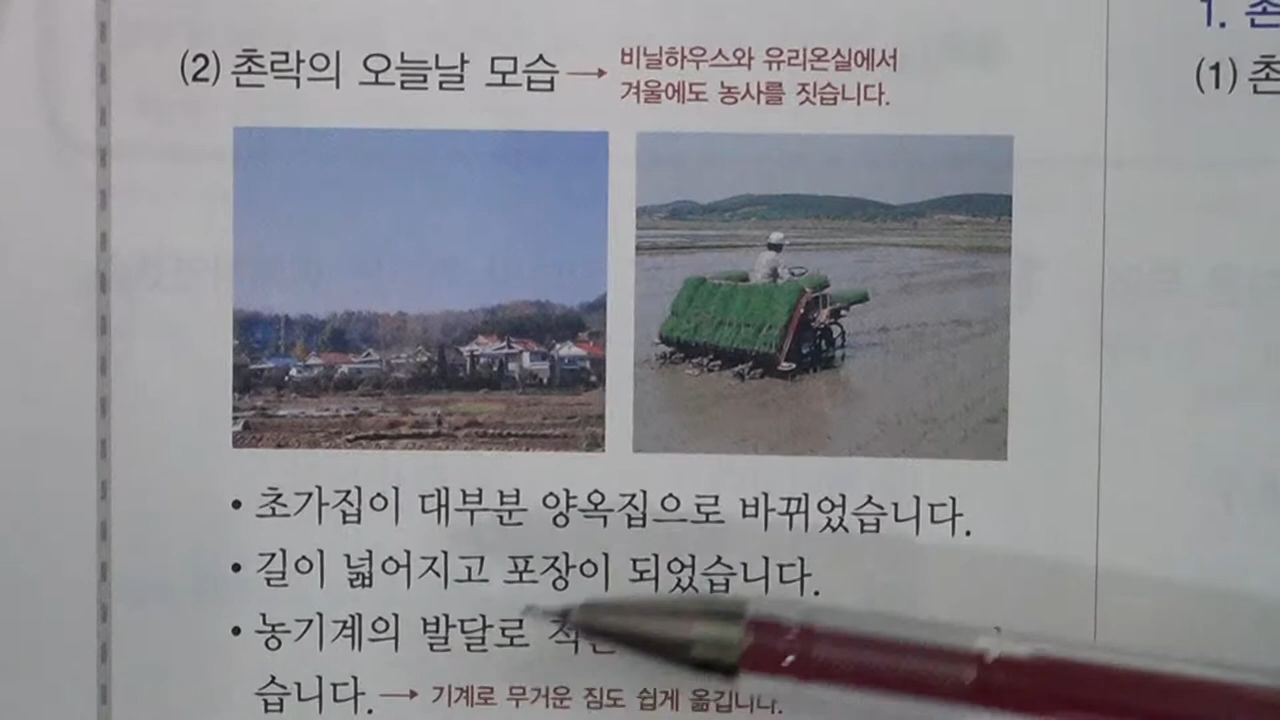 (2) 촌락의 오늘날 모습 → 비닐하우스와 유리온실에서
겨울에도 농사를 짓습니다.
• 초가집이 대부분 양옥집으로 바뀌었습니다.
• 길이 넓어지고 포장이 되었습니다.
• 농기계의 발달로
습니다. → 기계로 무거운 짐도 쉽게 옮깁니다.
1. 촌
(1) 촌